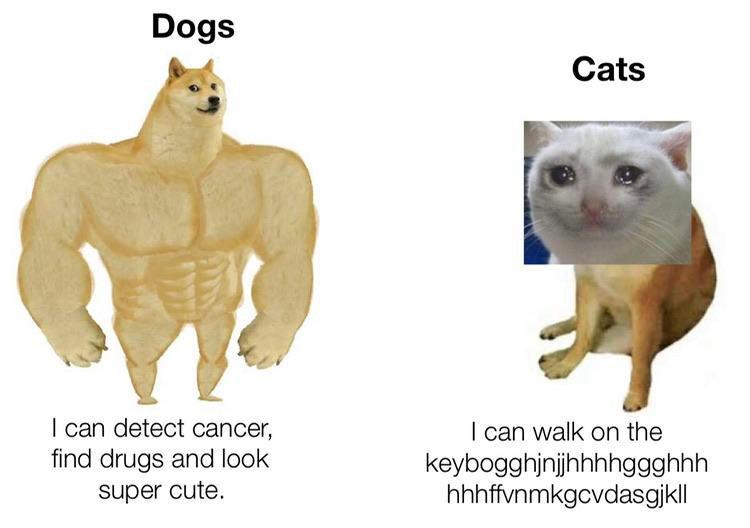 Dogs
Cats
I can detect cancer,
find drugs and look
super cute.
I can walk on the
keybogghjnjjhhhhggghhh
hhhffvnmkgcvdasgjkll